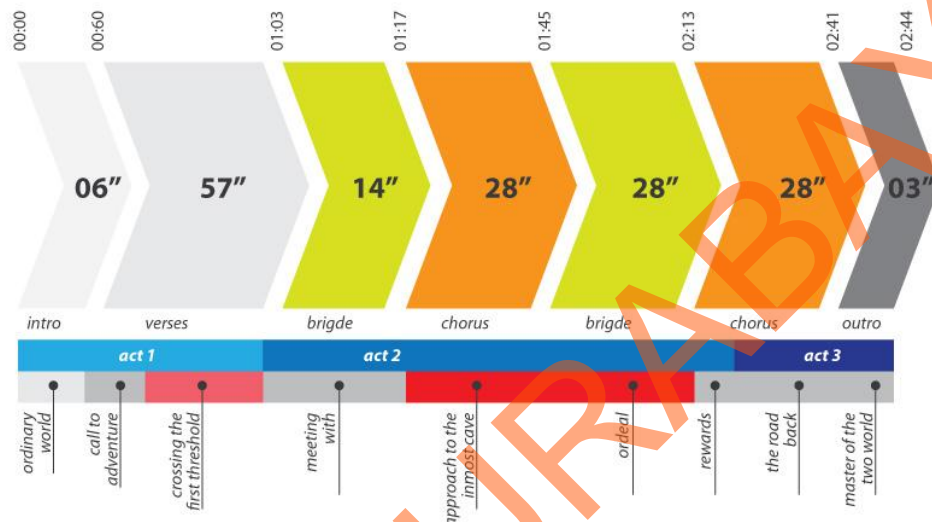 00:00 00:60 01:03 01:17 01:45 02:13 02:41 02:44
06” 57” 14” 28” 28” 28” 03”
intro verses brigde chorus brigde chorus outro
act 1 act 2 act 3
ordinary
world
call to
adventure
crossing the
first threshold
meeting
with
approach to the
inmost cave
ordeal
rewards
the road
back
master of the
two world
URABA